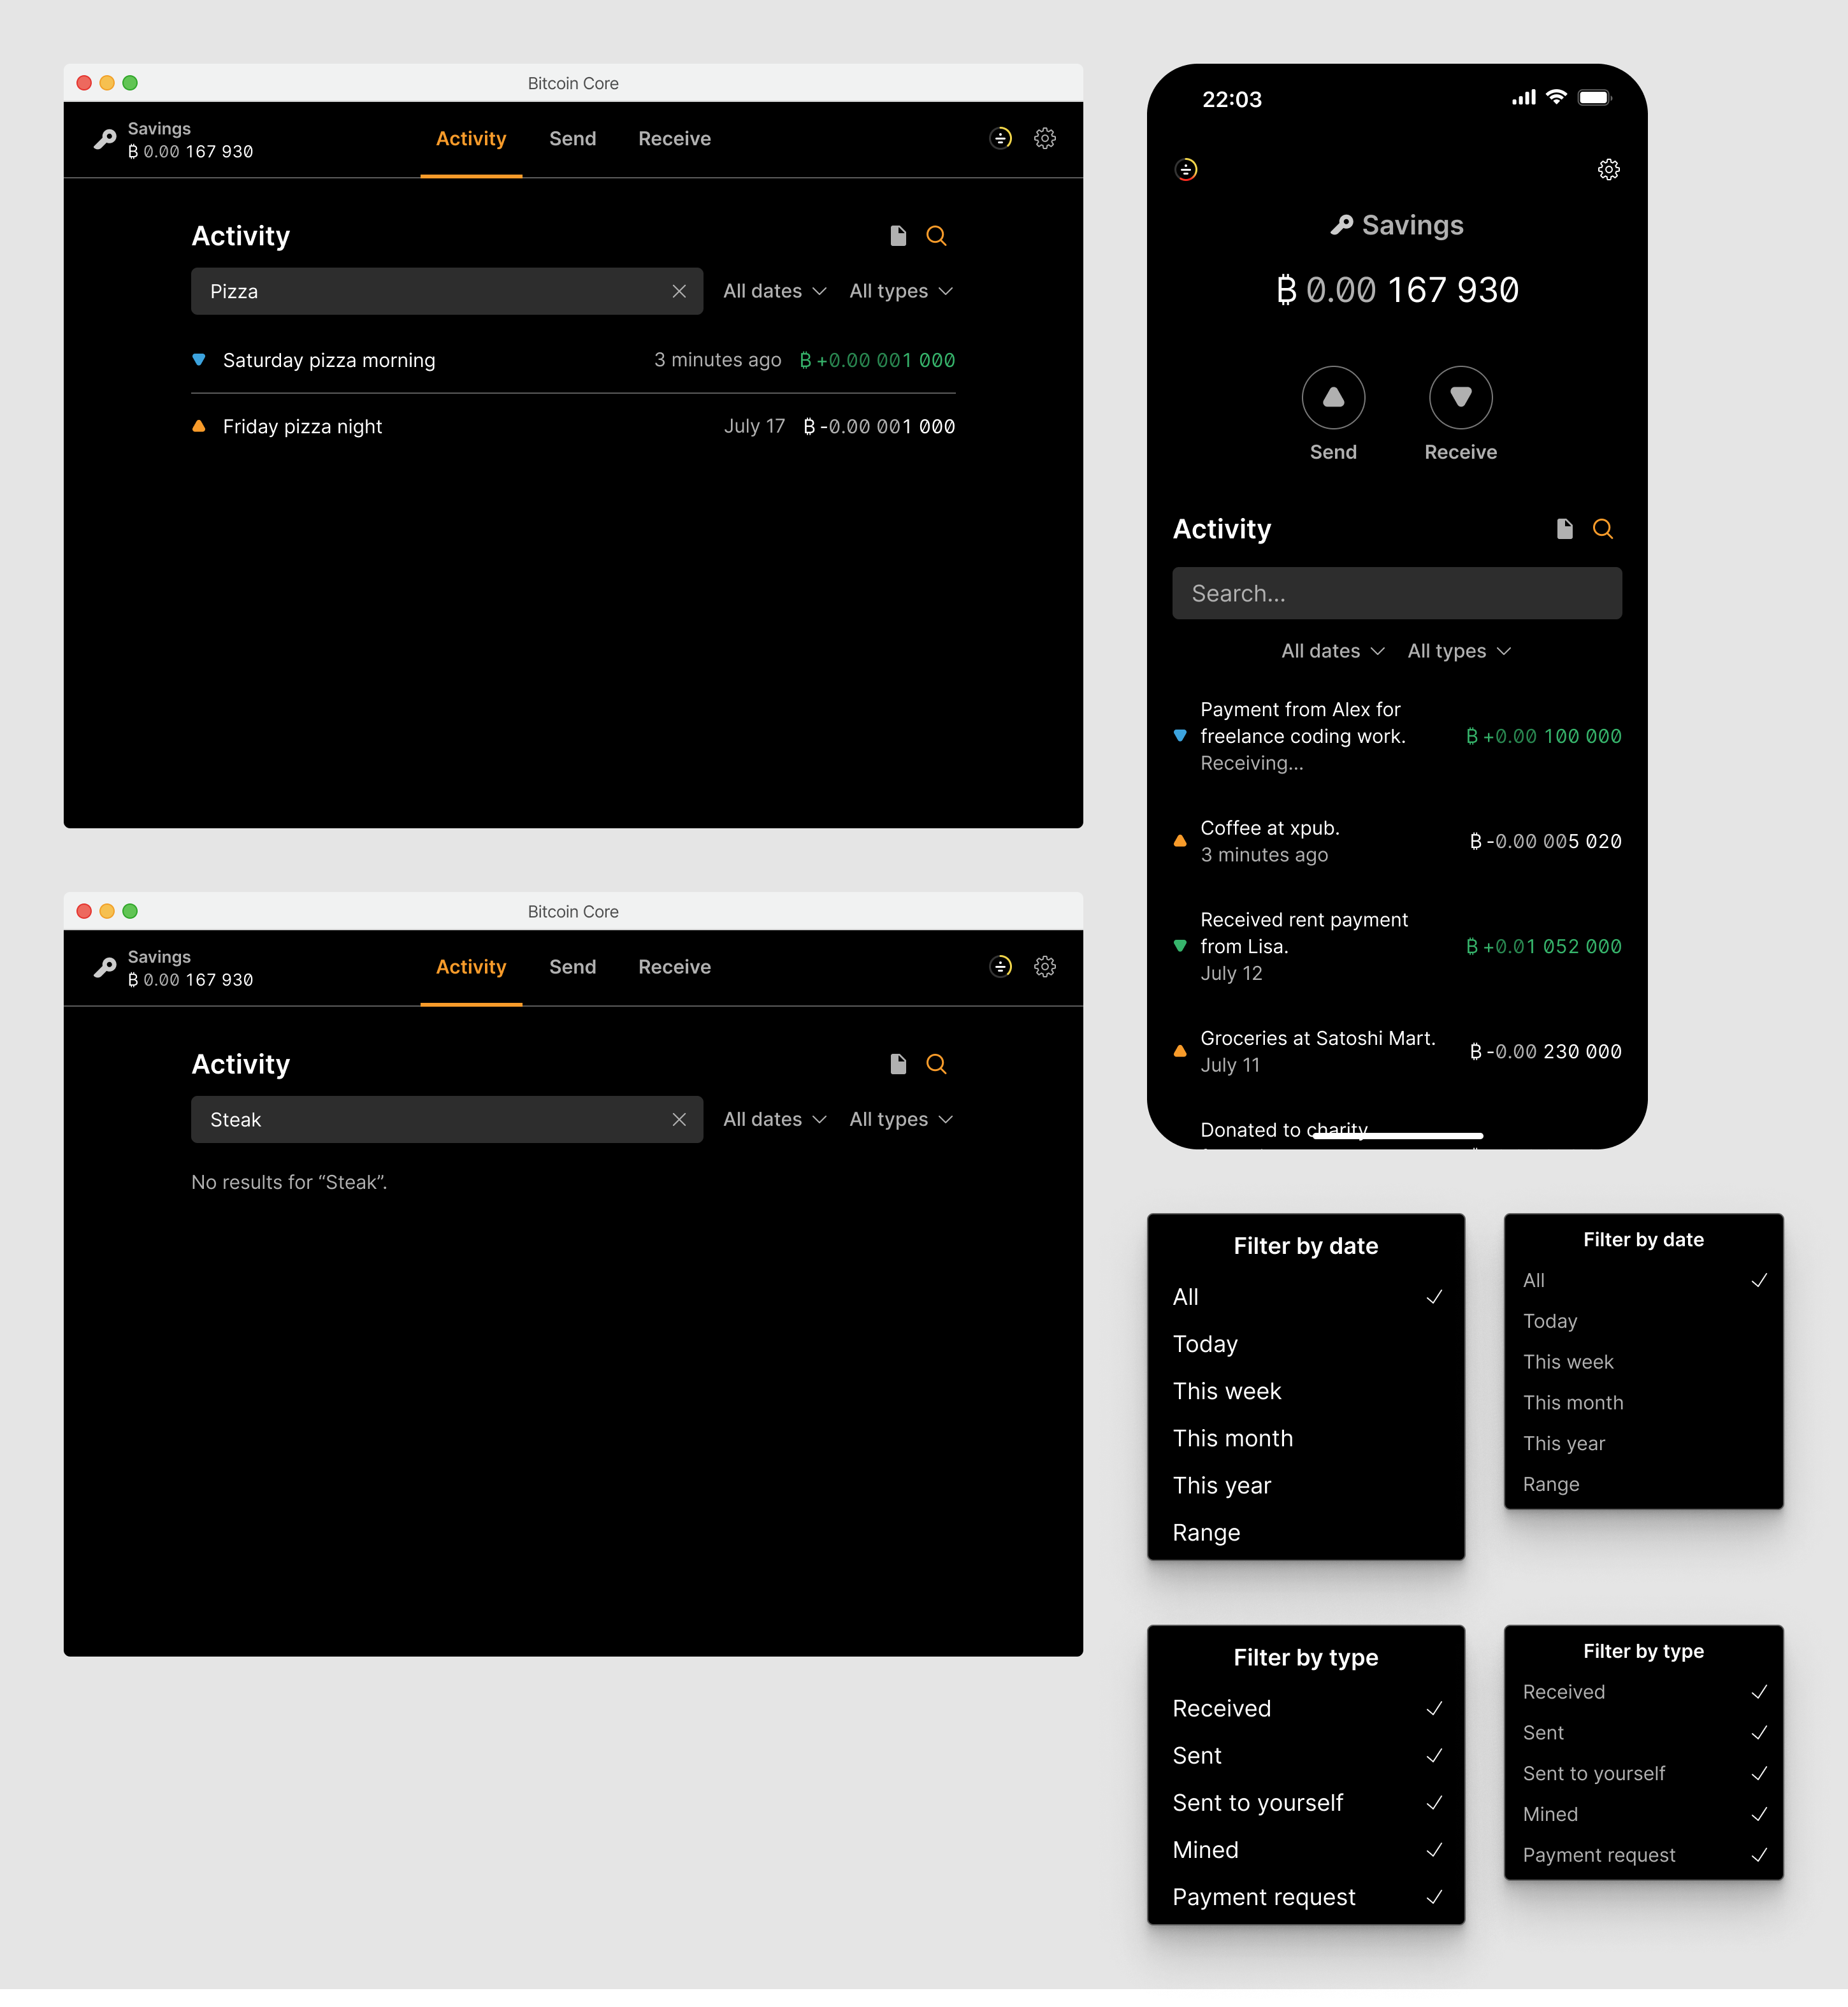 Bitcoin Core
Savings
₿ 0.00 167 930
Activity Send Receive
Activity
Pizza
All dates All types
Saturday pizza morning 3 minutes ago ₿ +0.00 001 000
Friday pizza night July 17 ₿ -0.00 001 000
Bitcoin Core
Savings
₿ 0.00 167 930
Activity Send Receive
Activity
Steak
All dates All types
No results for “Steak”.
22:03
Savings
₿ 0.00 167 930
Send Receive
Activity
Search...
All dates All types
Payment from Alex for
freelance coding work.
Receiving...
₿ +0.00 100 000
Coffee at xpub.
3 minutes ago
₿ -0.00 005 020
Received rent payment
from Lisa.
July 12
₿ +0.01 052 000
Groceries at Satoshi Mart.
July 11
₿ -0.00 230 000
Donated to charity
Filter by date
All
Today
This week
This month
This year
Range
Filter by date
All
Today
This week
This month
This year
Range
Filter by type
Received
Sent
Sent to yourself
Mined
Payment request
Filter by type
Received
Sent
Sent to yourself
Mined
Payment request